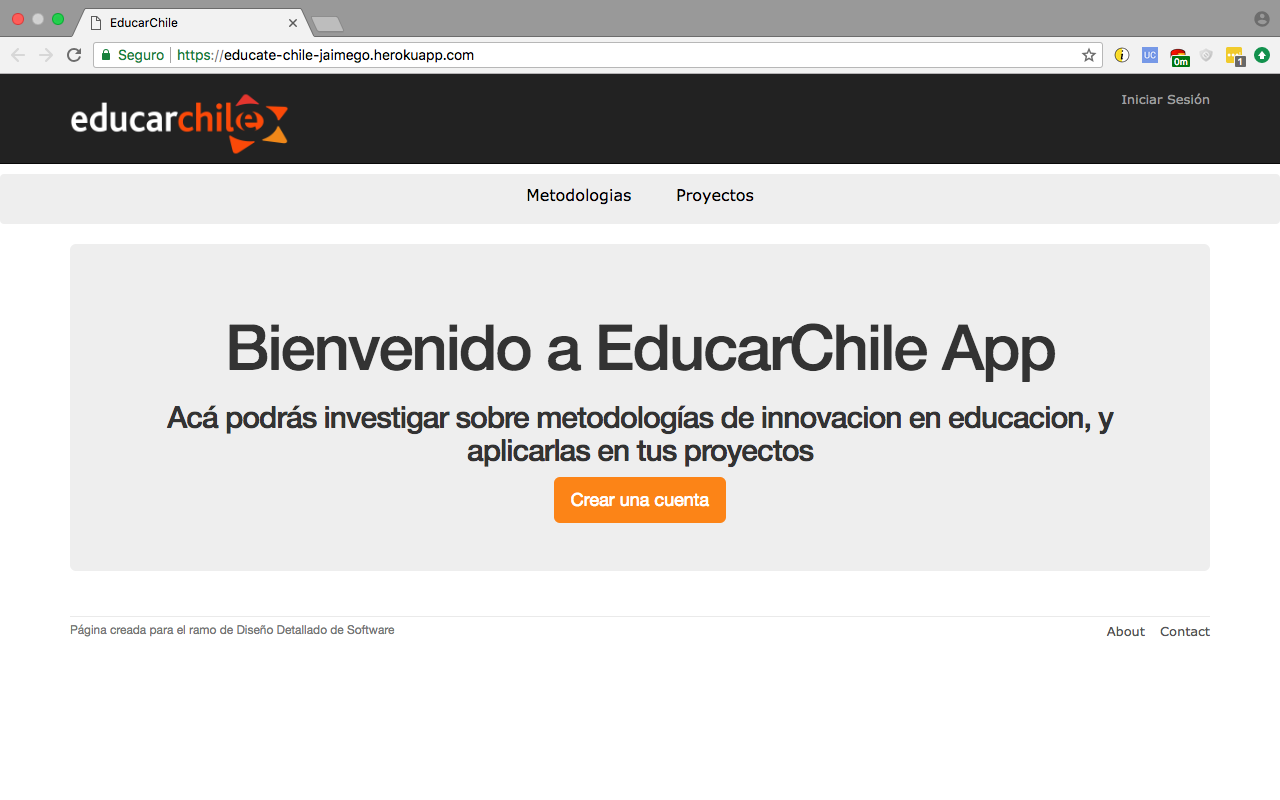 EducarChile
Seguro https://educate-chile-jaimego.herokuapp.com
UC
0m
1
educarchile
Iniciar Sesión
Metodologias Proyectos
Bienvenido a EducarChile App
Acá podrás investigar sobre metodologías de innovacion en educacion, y
aplicarlas en tus proyectos
Crear una cuenta
Página creada para el ramo de Diseño Detallado de Software
About Contact